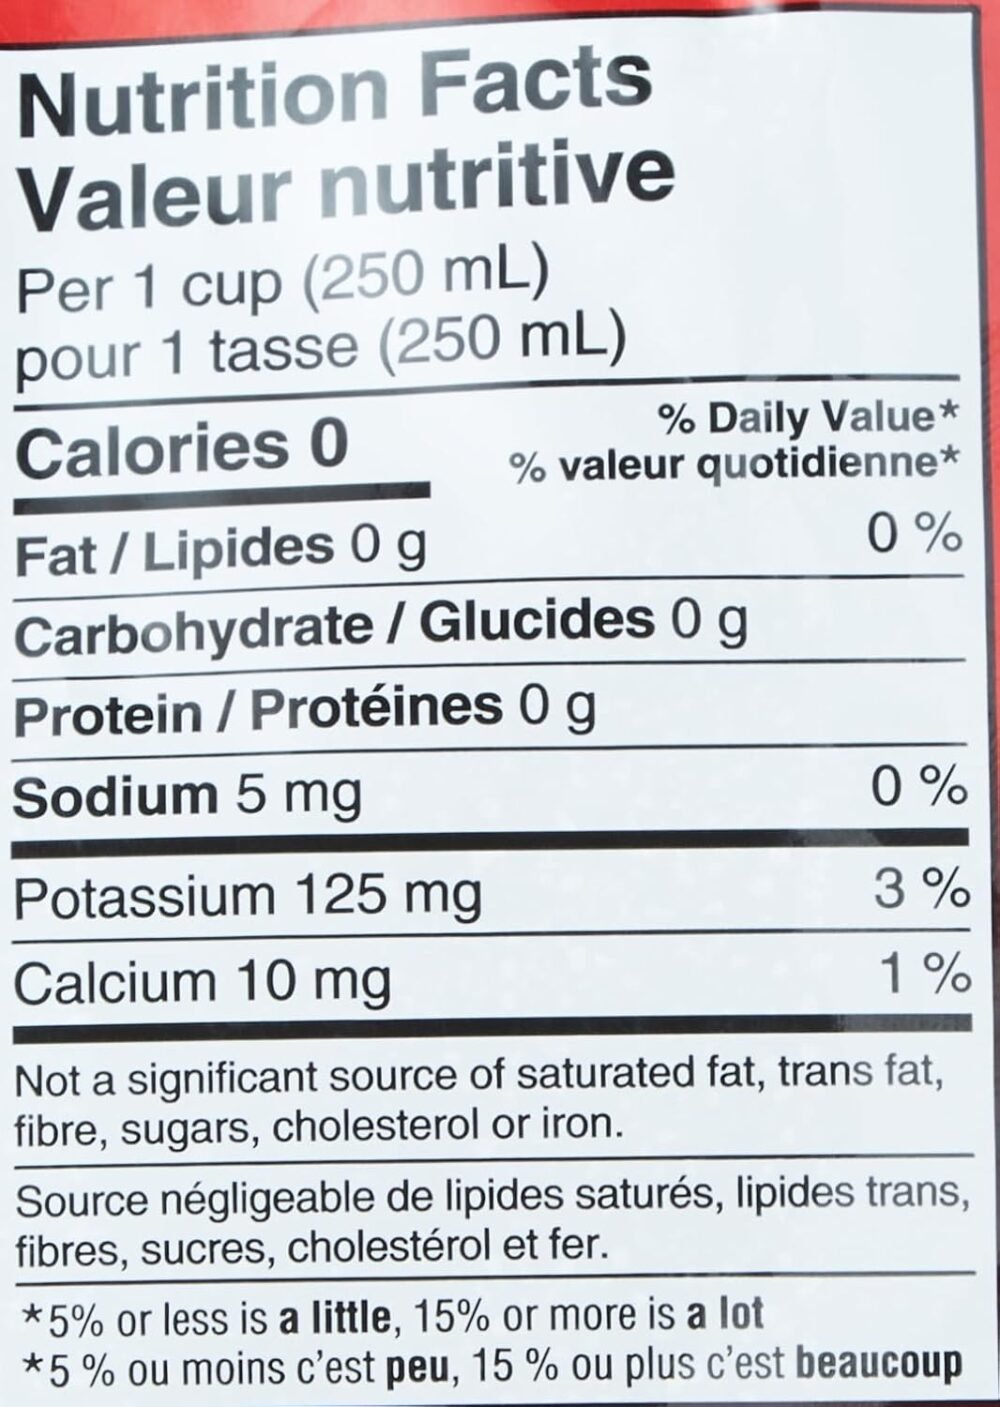 Nutrition Facts
Valeur nutritive
Per 1 cup (250 mL)
pour 1 tasse (250 mL)
Calories 0
% Daily Value*
% valeur quotidienne*
Fat / Lipides 0 g 0 %
Carbohydrate / Glucides 0 g
Protein / Protéines 0 g
Sodium 5 mg 0 %
Potassium 125 mg 3 %
Calcium 10 mg 1 %
Not a significant source of saturated fat, trans fat,
fibre, sugars, cholesterol or iron.
Source négligeable de lipides saturés, lipides trans,
fibres, sucres, cholestérol et fer.
*5% or less is a little, 15% or more is a lot
*5 % ou moins c'est peu, 15 % ou plus c'est beaucoup